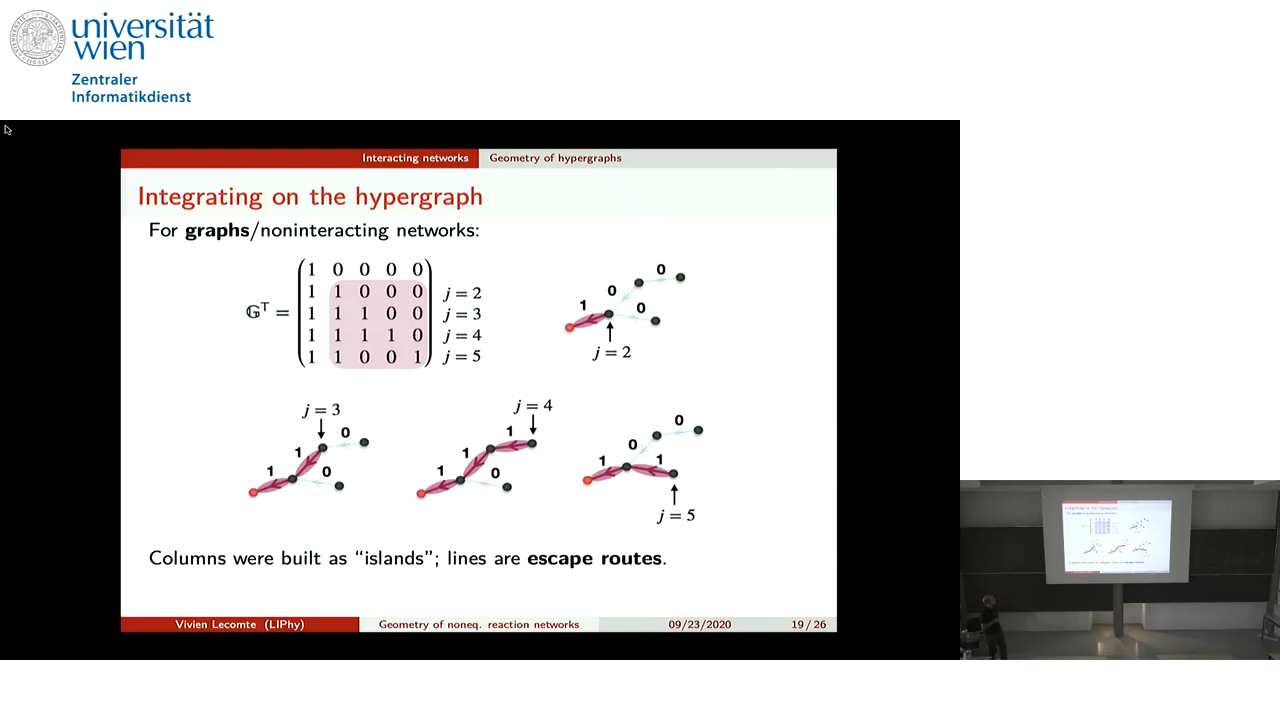 universität
wien
Zentraler
Informatikdienst
Interacting networks Geometry of hypergraphs
Integrating on the hypergraph
For graphs/noninteracting networks:
1 0 0 0 0
1 1 0 0 0 j = 2
𝔾ᵀ = 1 1 1 0 0 j = 3
1 1 1 1 0 j = 4
1 1 0 0 1 j = 5
0
0
1 0
j = 2
j = 3
0
1
1 0
j = 4
1
1
1 0
0
0
1 1
j = 5
Columns were built as “islands”; lines are escape routes.
Vivien Lecomte (LIPhy) Geometry of noneq. reaction networks 09/23/2020 19 / 26